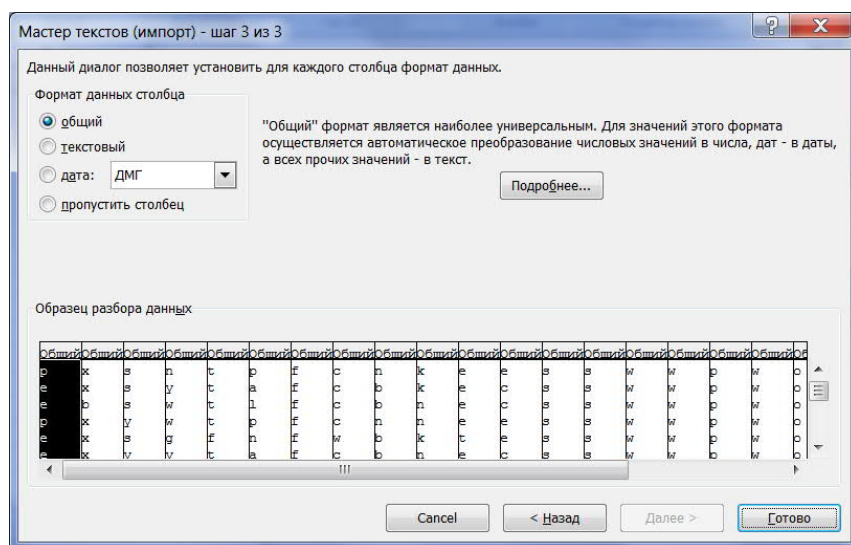 Мастер текстов (импорт) - шаг 3 из 3
Данный диалог позволяет установить для каждого столбца формат данных.
Формат данных столбца
общий
текстовый
дата: ДМГ
пропустить столбец
"Общий" формат является наиболее универсальным. Для значений этого формата
осуществляется автоматическое преобразование числовых значений в числа, дат - в даты,
а всех прочих значений - в текст.
Подробнее...
Образец разбора данных
Общий Общий Общий Общий Общий Общий Общий Общий Общий Общий Общий Общий Общий Общий Общий Общий Общий Общий Об
p x s n t p f c n k e e s s w w p w o
e x s y t a f c b k e c s s w w p w o
e b s w t l f c b n e c s s w w p w o
p x y w t p f c n n e e s s w w p w o
e x s g f n f w b k t e s s w w p w o
e x y y t a f c b n e c s s w w p w o
Cancel
< Назад
Далее >
Готово